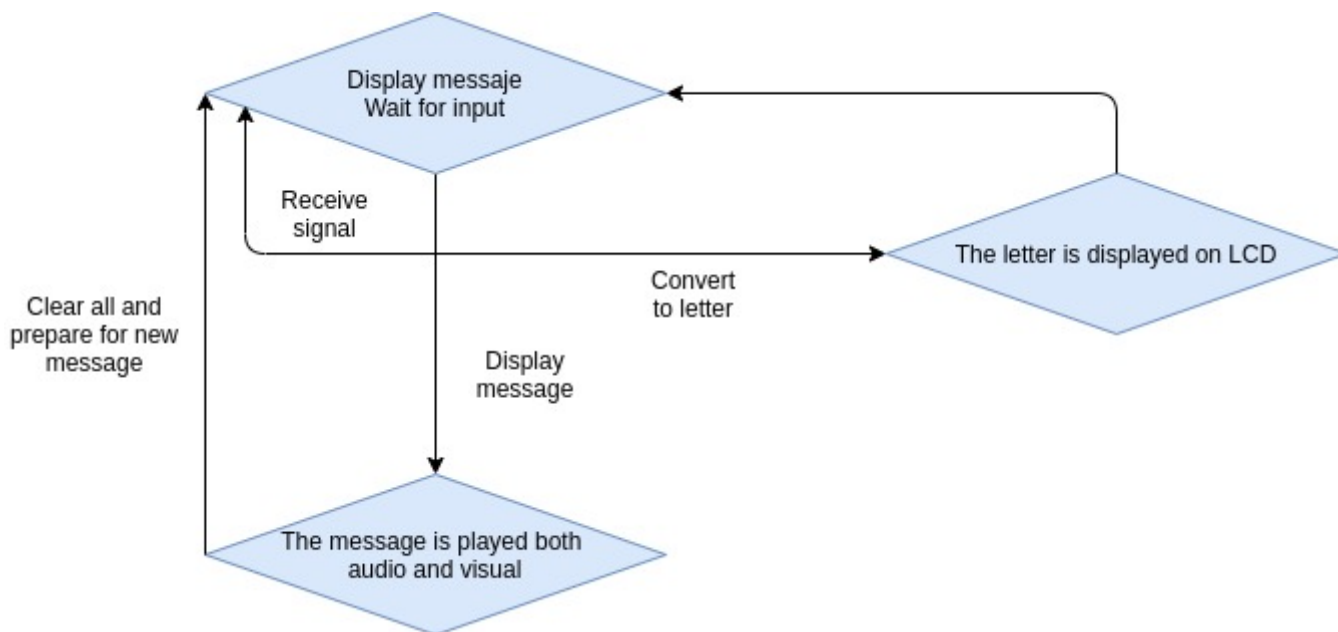 Display messaje
Wait for input
Receive
signal
The letter is displayed on LCD
Convert
to letter
Clear all and
prepare for new
message
Display
message
The message is played both
audio and visual